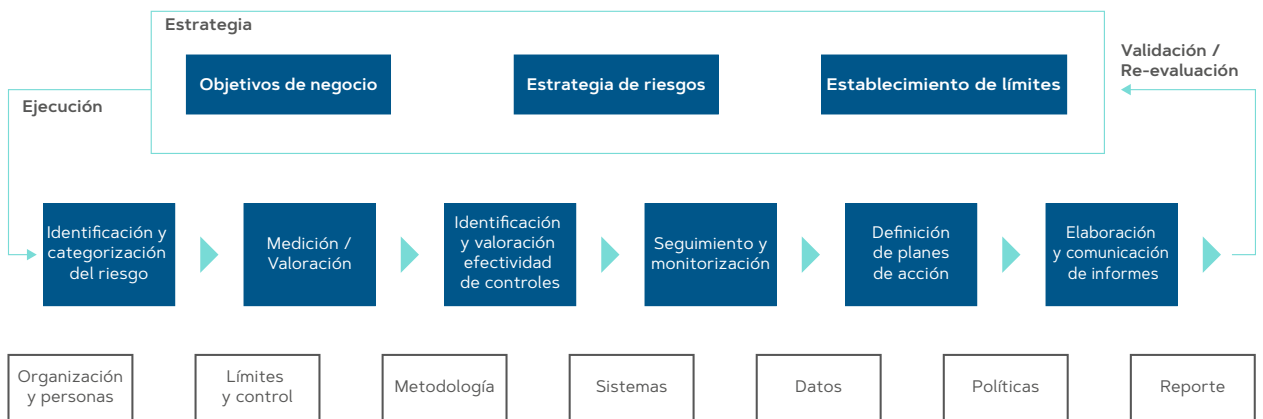 Estrategia
Objetivos de negocio
Estrategia de riesgos
Establecimiento de límites
Validación /
Re-evaluación
Ejecución
Identificación y
categorización
del riesgo
Medición /
Valoración
Identificación
y valoración
efectividad
de controles
Seguimiento y
monitorización
Definición
de planes
de acción
Elaboración
y comunicación
de informes
Organización
y personas
Límites
y control
Metodología
Sistemas
Datos
Políticas
Reporte